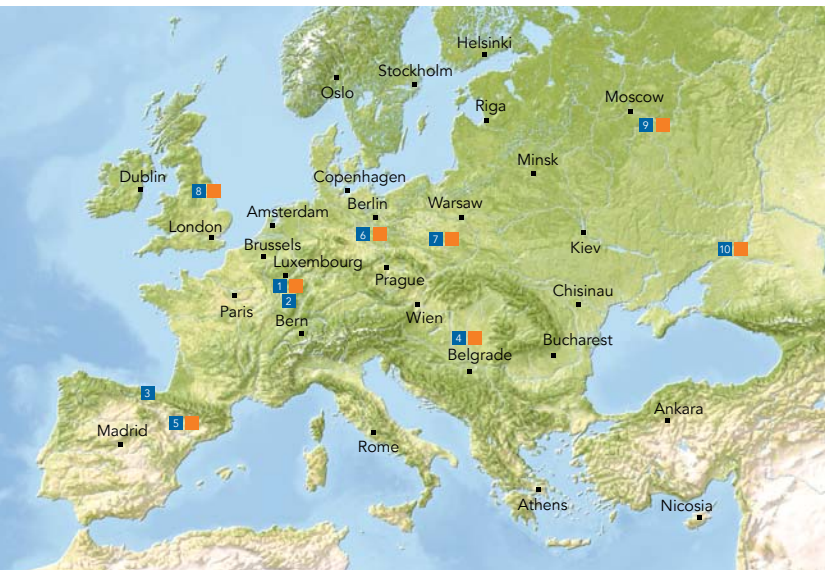 Helsinki
Stockholm
Oslo
Riga
Moscow
9
Minsk
Dublin
8
Copenhagen
London
Amsterdam
Berlin
Warsaw
6
7
Kiev
10
Brussels
Luxembourg
1
2
Prague
Chisinau
Paris
Bern
Wien
4
Belgrade
Bucharest
3
5
Madrid
Rome
Ankara
Athens
Nicosia